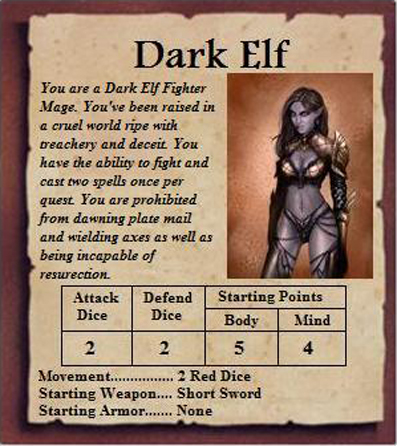 Dark Elf
You are a Dark Elf Fighter
Mage. You've been raised in
a cruel world ripe with
treachery and deceit. You
have the ability to fight and
cast two spells once per
quest. You are prohibited
from dawning plate mail
and wielding axes as well as
being incapable of
resurection.
Attack Dice
Defend Dice
Starting Points
Body
Mind
2 2 5 4
Movement................ 2 Red Dice
Starting Weapon.... Short Sword
Starting Armor....... None